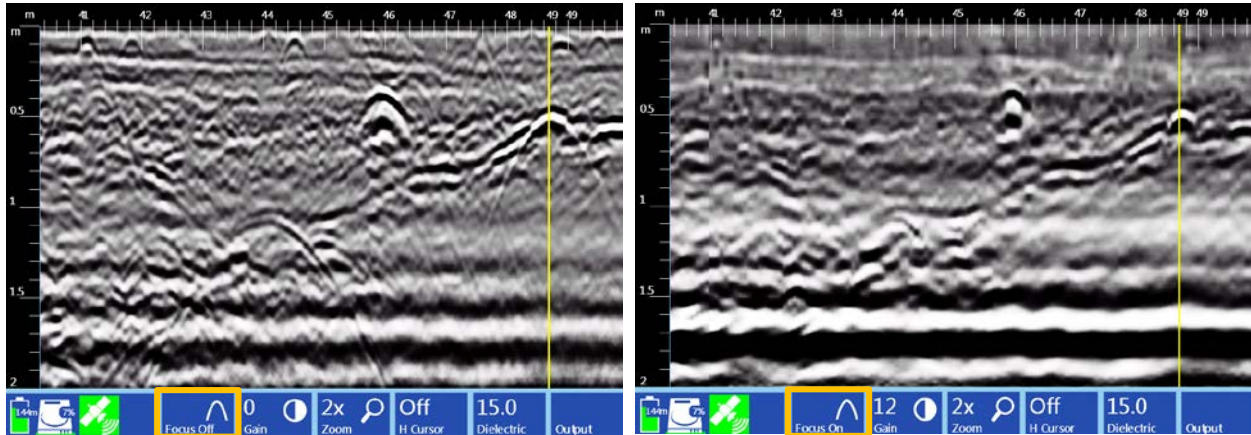 m 41 42 43 44 45 46 47 48 49 49
0.5
1
1.5
2
144m 7% Focus Off 0 Gain 2x Zoom Off H Cursor 15.0 Dielectric Output
m 41 42 43 44 45 46 47 48 49 49
0.5
1
1.5
2
144m 7% Focus On 12 Gain 2x Zoom Off H Cursor 15.0 Dielectric Output